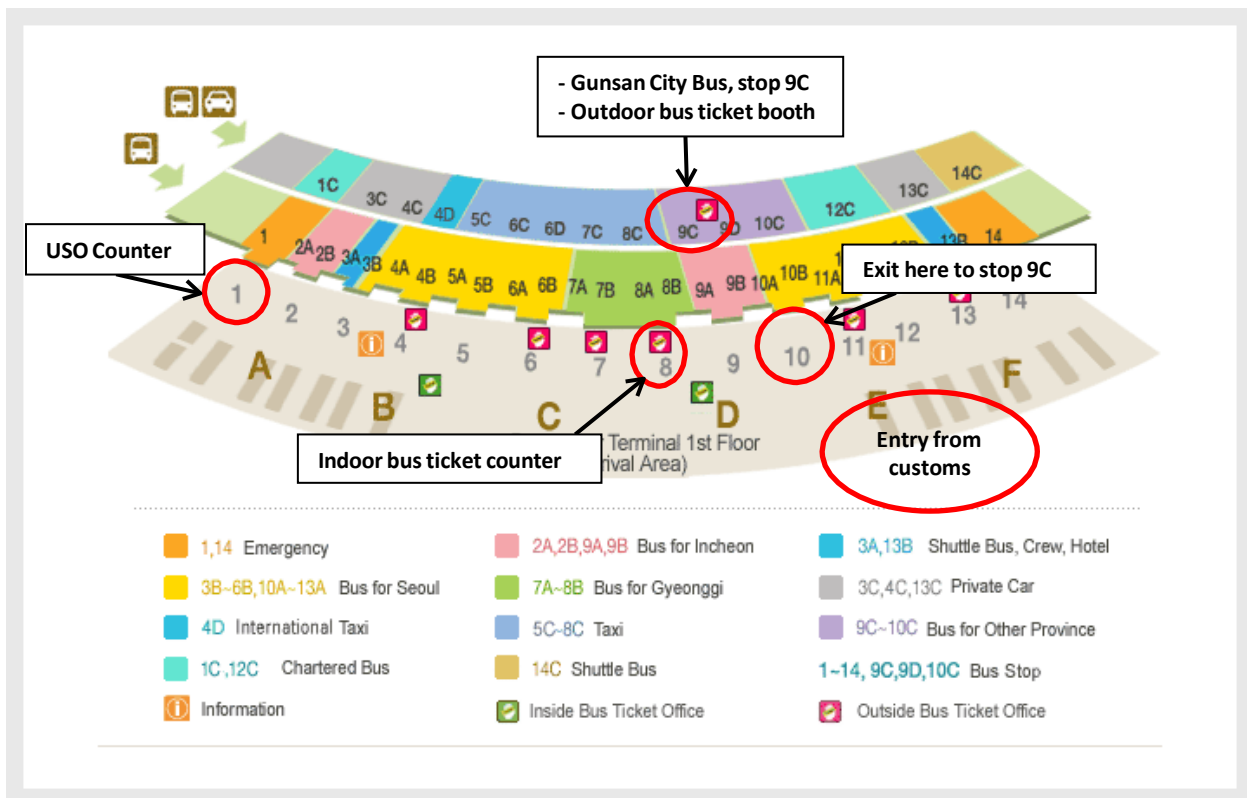 - Gunsan City Bus, stop 9C
- Outdoor bus ticket booth
USO Counter
Exit here to stop 9C
1C
3C
4C
4D
5C
6C
6D
7C
8C
9C
9D
10C
12C
13C
14C
1
2A
2B
3A
3B
4A
4B
5A
5B
6A
6B
7A
7B
8A
8B
9A
9B
10A
10B
11A
13B
14
1
2
3
4
5
6
7
8
9
10
11
12
13
14
A
B
C
D
E
F
Indoor bus ticket counter
Terminal 1st Floor
Area)
Entry from
customs
1,14 Emergency
2A,2B,9A,9B Bus for Incheon
3A,13B Shuttle Bus, Crew, Hotel
3B~6B,10A~13A Bus for Seoul
7A~8B Bus for Gyeonggi
3C,4C,13C Private Car
4D International Taxi
5C~8C Taxi
9C~10C Bus for Other Province
1C,12C Chartered Bus
14C Shuttle Bus
1~14, 9C,9D,10C Bus Stop
Information
Inside Bus Ticket Office
Outside Bus Ticket Office